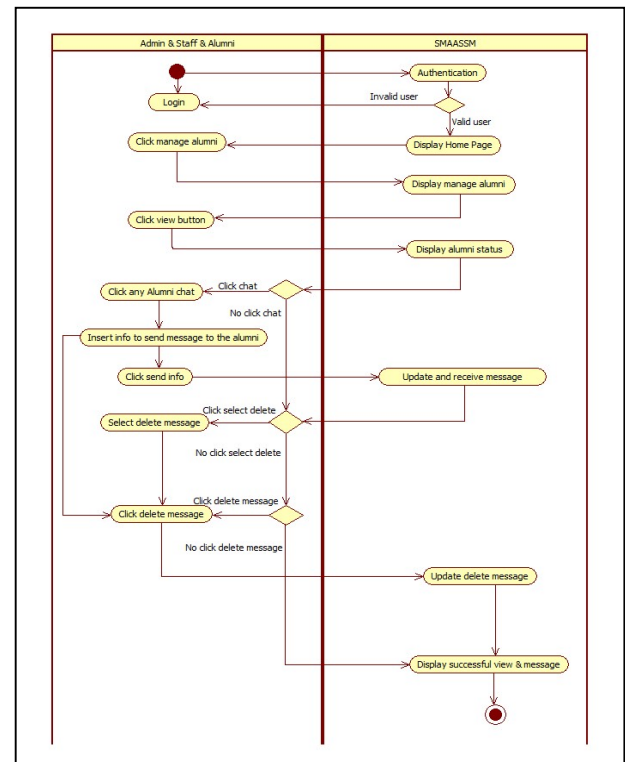 Admin & Staff & Alumni
SMAASSM
Authentication
Invalid user
Login
Valid user
Click manage alumni
Display Home Page
Display manage alumni
Click view button
Display alumni status
Click chat
Click any Alumni chat
No click chat
Insert info to send message to the alumni
Click send info
Update and receive message
Click select delete
Select delete message
No click select delete
Click delete message
Click delete message
No click delete message
Update delete message
Display successful view & message